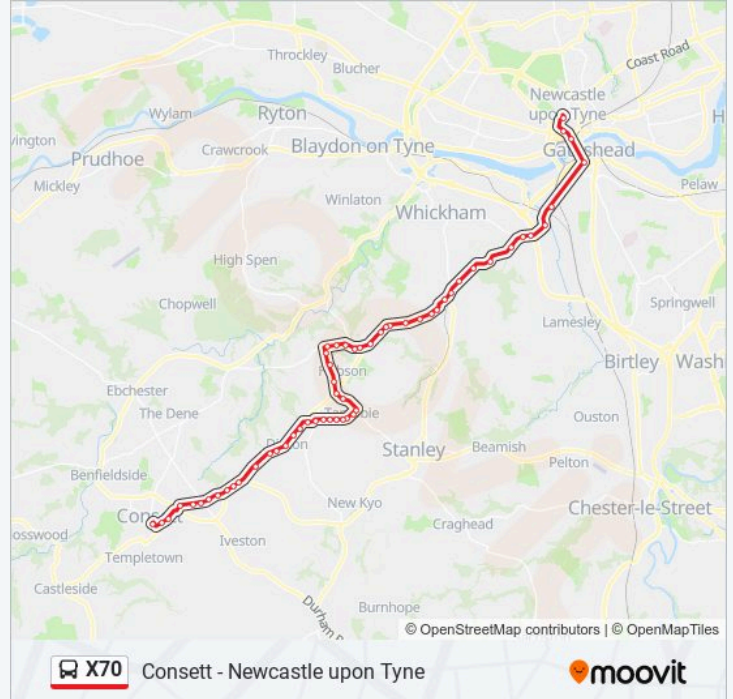 Throckley
Blucher
Coast Road
Newcastle
upon Tyne
Wylam
Ryton
Gateshead
Crawcrook
Blaydon on Tyne
Prudhoe
Mickley
Pelaw
Winlaton
Whickham
High Spen
Chopwell
Springwell
Lamesley
Birtley
Wash
Ebchester
The Dene
Ouston
Stanley
Beamish
Pelton
Benfieldside
New Kyo
Chester-le-Street
Consett
osswood
Craghead
Iveston
Templetown
Castleside
Burnhope
© OpenStreetMap contributors | © OpenMapTiles
X70 Consett - Newcastle upon Tyne
moovit